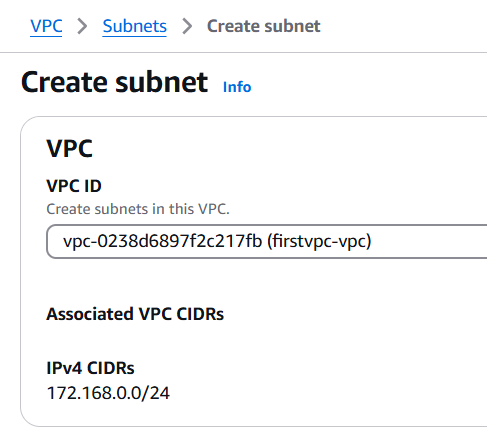 VPC > Subnets > Create subnet
Create subnet Info
VPC
VPC ID
Create subnets in this VPC.
vpc-0238d6897f2c217fb (firstvpc-vpc)
Associated VPC CIDRs
IPv4 CIDRs
172.168.0.0/24